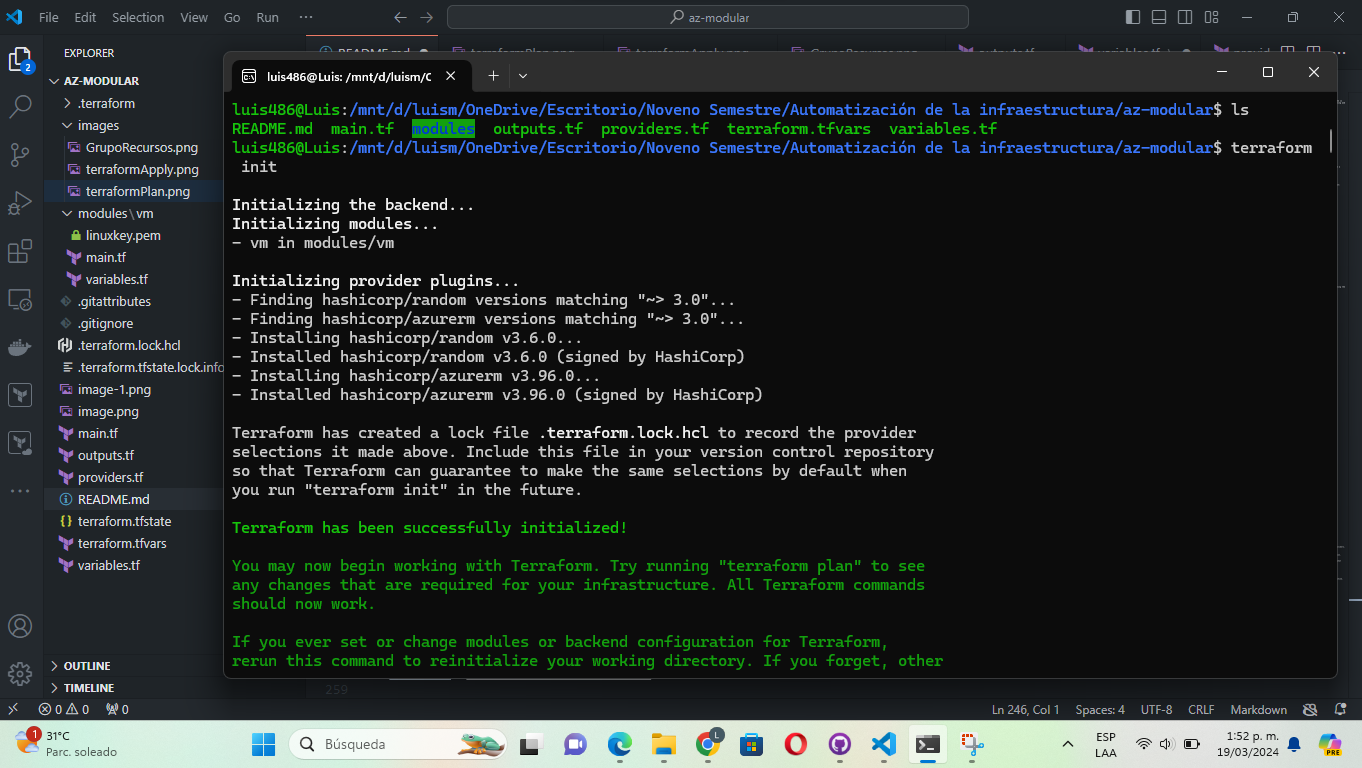 File Edit Selection View Go Run ··· az-modular
EXPLORER
AZ-MODULAR
.terraform
images
GrupoRecursos.png
terraformApply.png
terraformPlan.png
modules\vm
linuxkey.pem
main.tf
variables.tf
.gitattributes
.gitignore
.terraform.lock.hcl
.terraform.tfstate.lock.info
image-1.png
image.png
main.tf
outputs.tf
providers.tf
README.md
terraform.tfstate
terraform.tfvars
variables.tf
OUTLINE
TIMELINE
2
luis486@Luis: /mnt/d/luism/O
luis486@Luis:/mnt/d/luism/OneDrive/Escritorio/Noveno Semestre/Automatización de la infraestructura/az-modular$ ls
README.md main.tf modules outputs.tf providers.tf terraform.tfvars variables.tf
luis486@Luis:/mnt/d/luism/OneDrive/Escritorio/Noveno Semestre/Automatización de la infraestructura/az-modular$ terraform
init
Initializing the backend...
Initializing modules...
- vm in modules/vm
Initializing provider plugins...
- Finding hashicorp/random versions matching "~> 3.0"...
- Finding hashicorp/azurerm versions matching "~> 3.0"...
- Installing hashicorp/random v3.6.0...
- Installed hashicorp/random v3.6.0 (signed by HashiCorp)
- Installing hashicorp/azurerm v3.96.0...
- Installed hashicorp/azurerm v3.96.0 (signed by HashiCorp)
Terraform has created a lock file .terraform.lock.hcl to record the provider
selections it made above. Include this file in your version control repository
so that Terraform can guarantee to make the same selections by default when
you run "terraform init" in the future.
Terraform has been successfully initialized!
You may now begin working with Terraform. Try running "terraform plan" to see
any changes that are required for your infrastructure. All Terraform commands
should now work.
If you ever set or change modules or backend configuration for Terraform,
rerun this command to reinitialize your working directory. If you forget, other
259
0 0 0 Ln 246, Col 1 Spaces: 4 UTF-8 CRLF Markdown
1
31°C
Parc. soleado
Búsqueda
L
ESP
LAA
1:52 p. m.
19/03/2024
PRE